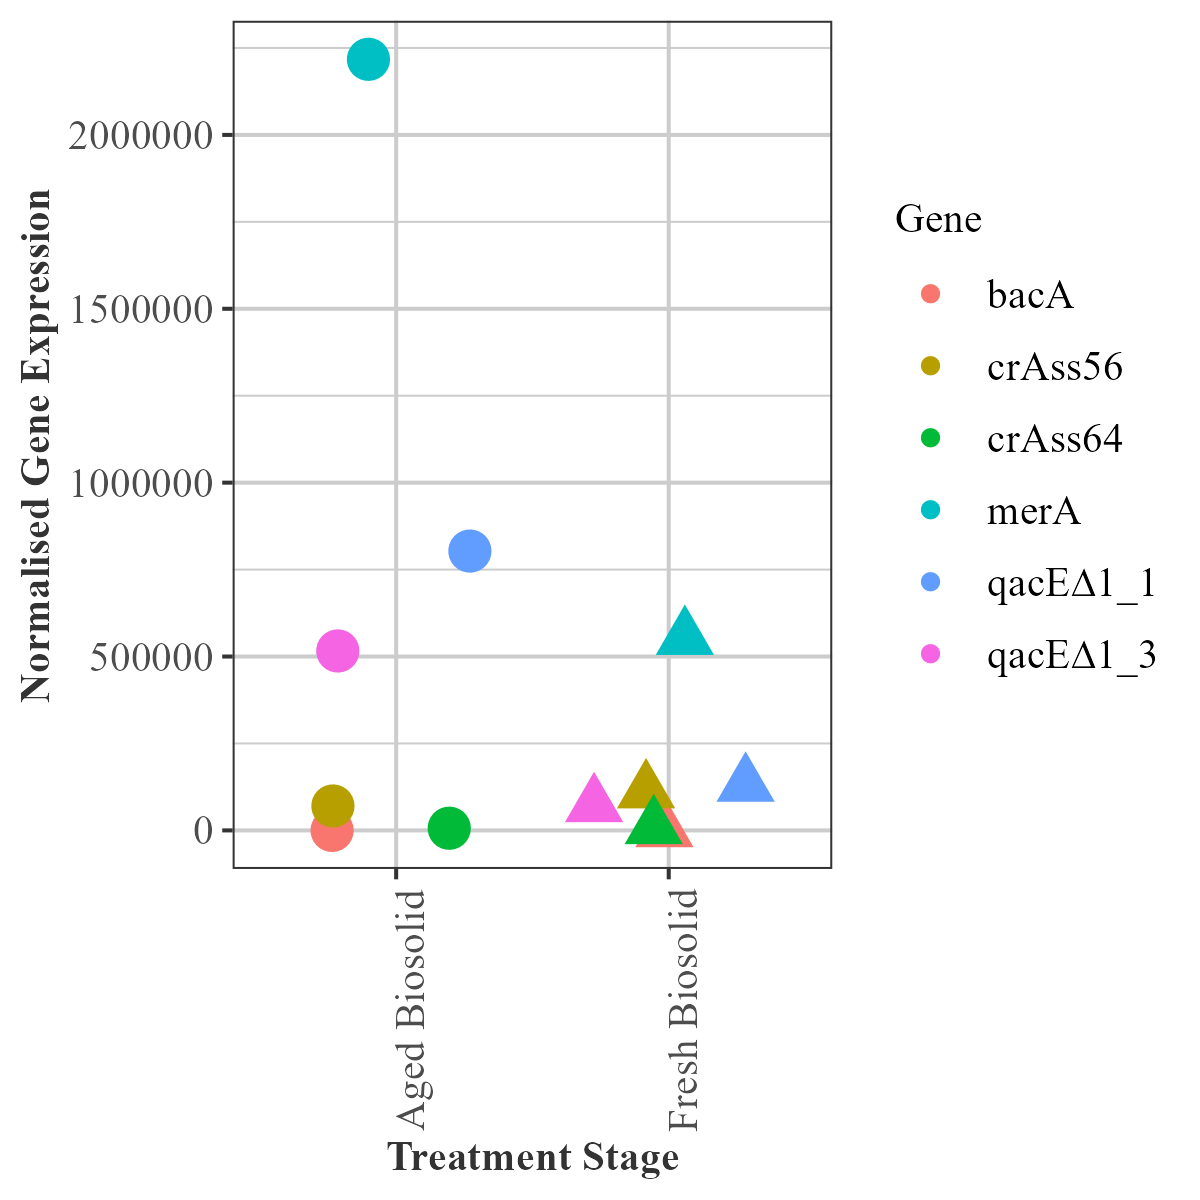 Normalised Gene Expression
2000000
1500000
1000000
500000
0
Aged Biosolid
Fresh Biosolid
Treatment Stage
Gene
bacA
crAss56
crAss64
merA
qacEΔ1_1
qacEΔ1_3